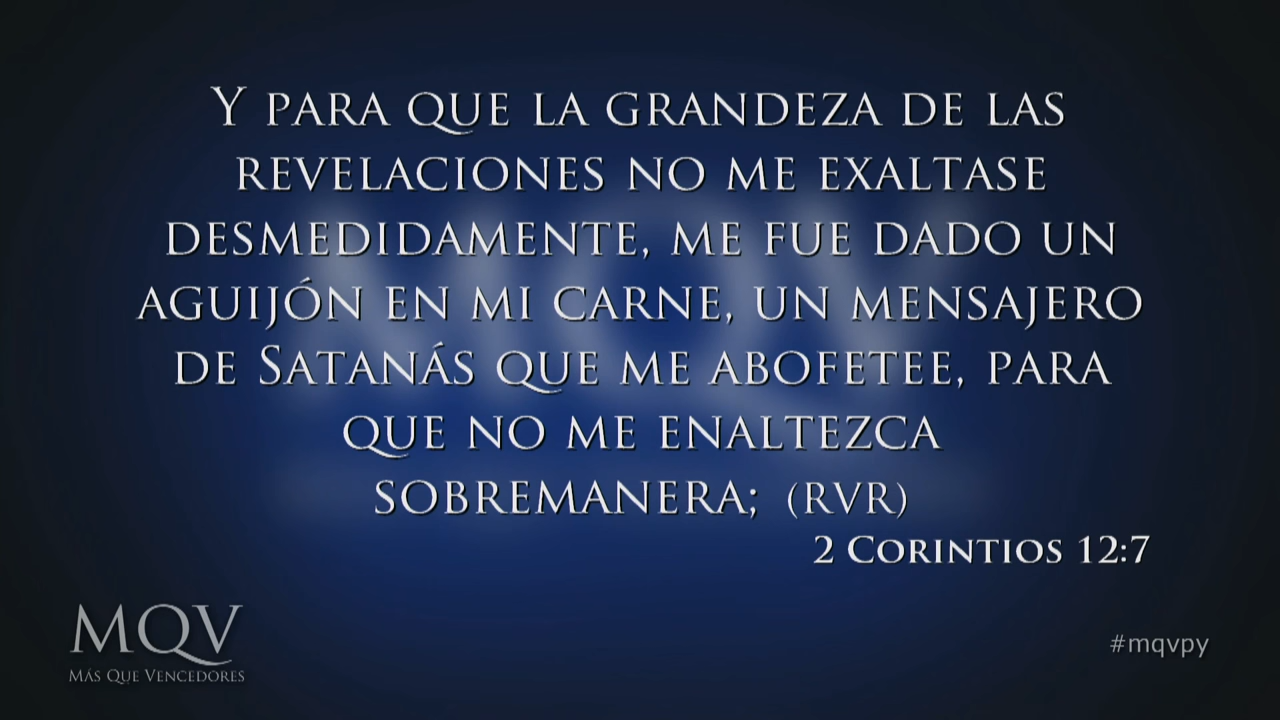 Y PARA QUE LA GRANDEZA DE LAS
REVELACIONES NO ME EXALTASE
DESMEDIDAMENTE, ME FUE DADO UN
AGUIJÓN EN MI CARNE, UN MENSAJERO
DE SATANÁS QUE ME ABOFETEE, PARA
QUE NO ME ENALTEZCA
SOBREMANERA; (RVR)
2 CORINTIOS 12:7
MQV
MÁS QUE VENCEDORES
#mqvpy